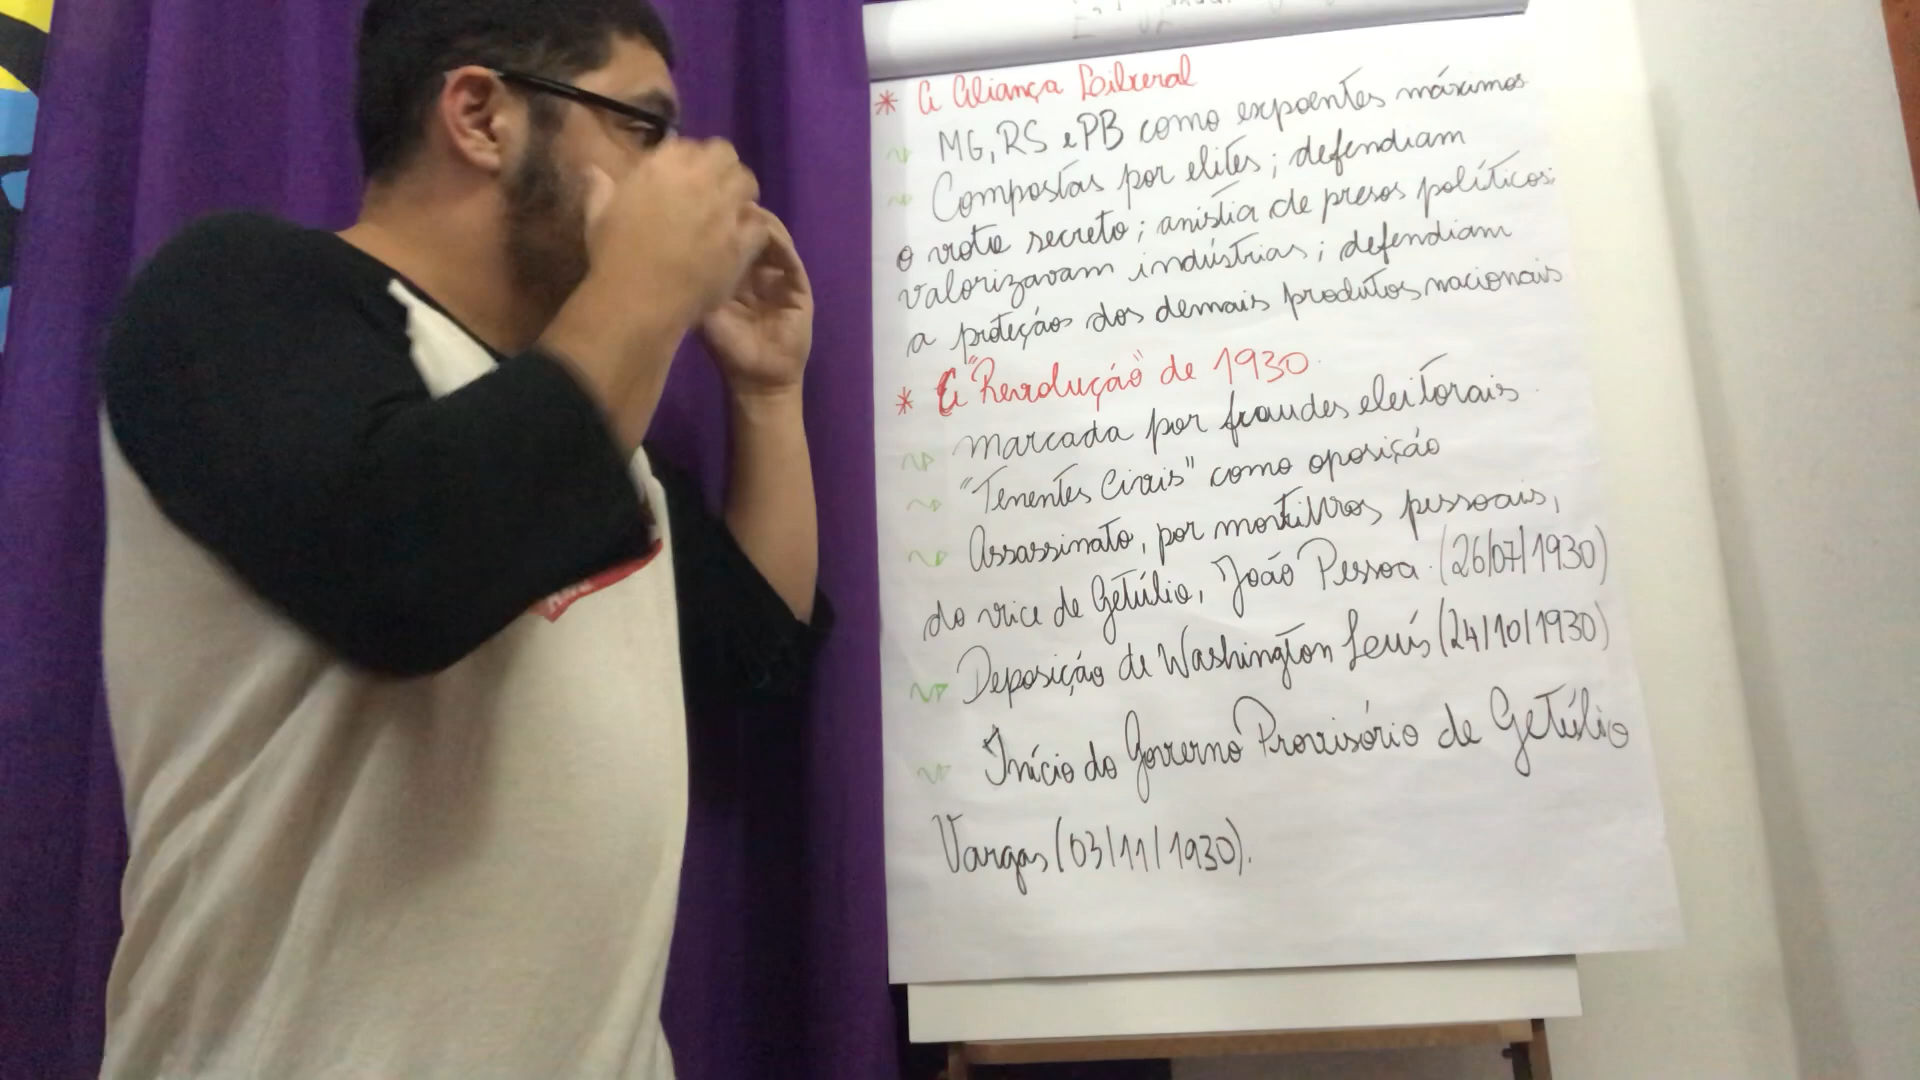 * A Aliança Liberal
MG, RS e PB como expoentes máximos
Compostas por elites; defendiam
o voto secreto; anistia de presos políticos;
valorizavam indústrias; defendiam
a proteção dos demais produtos nacionais
* A "Revolução" de 1930.
Marcada por fraudes eleitorais.
"Tenentes Civis" como oposição
Assassinato, por motivos pessoais,
do vice de Getúlio, João Pessoa. (26/07/1930)
Deposição de Washington Luís (24/10/1930)
Início do Governo Provisório de Getúlio
Vargas (03/11/1930).